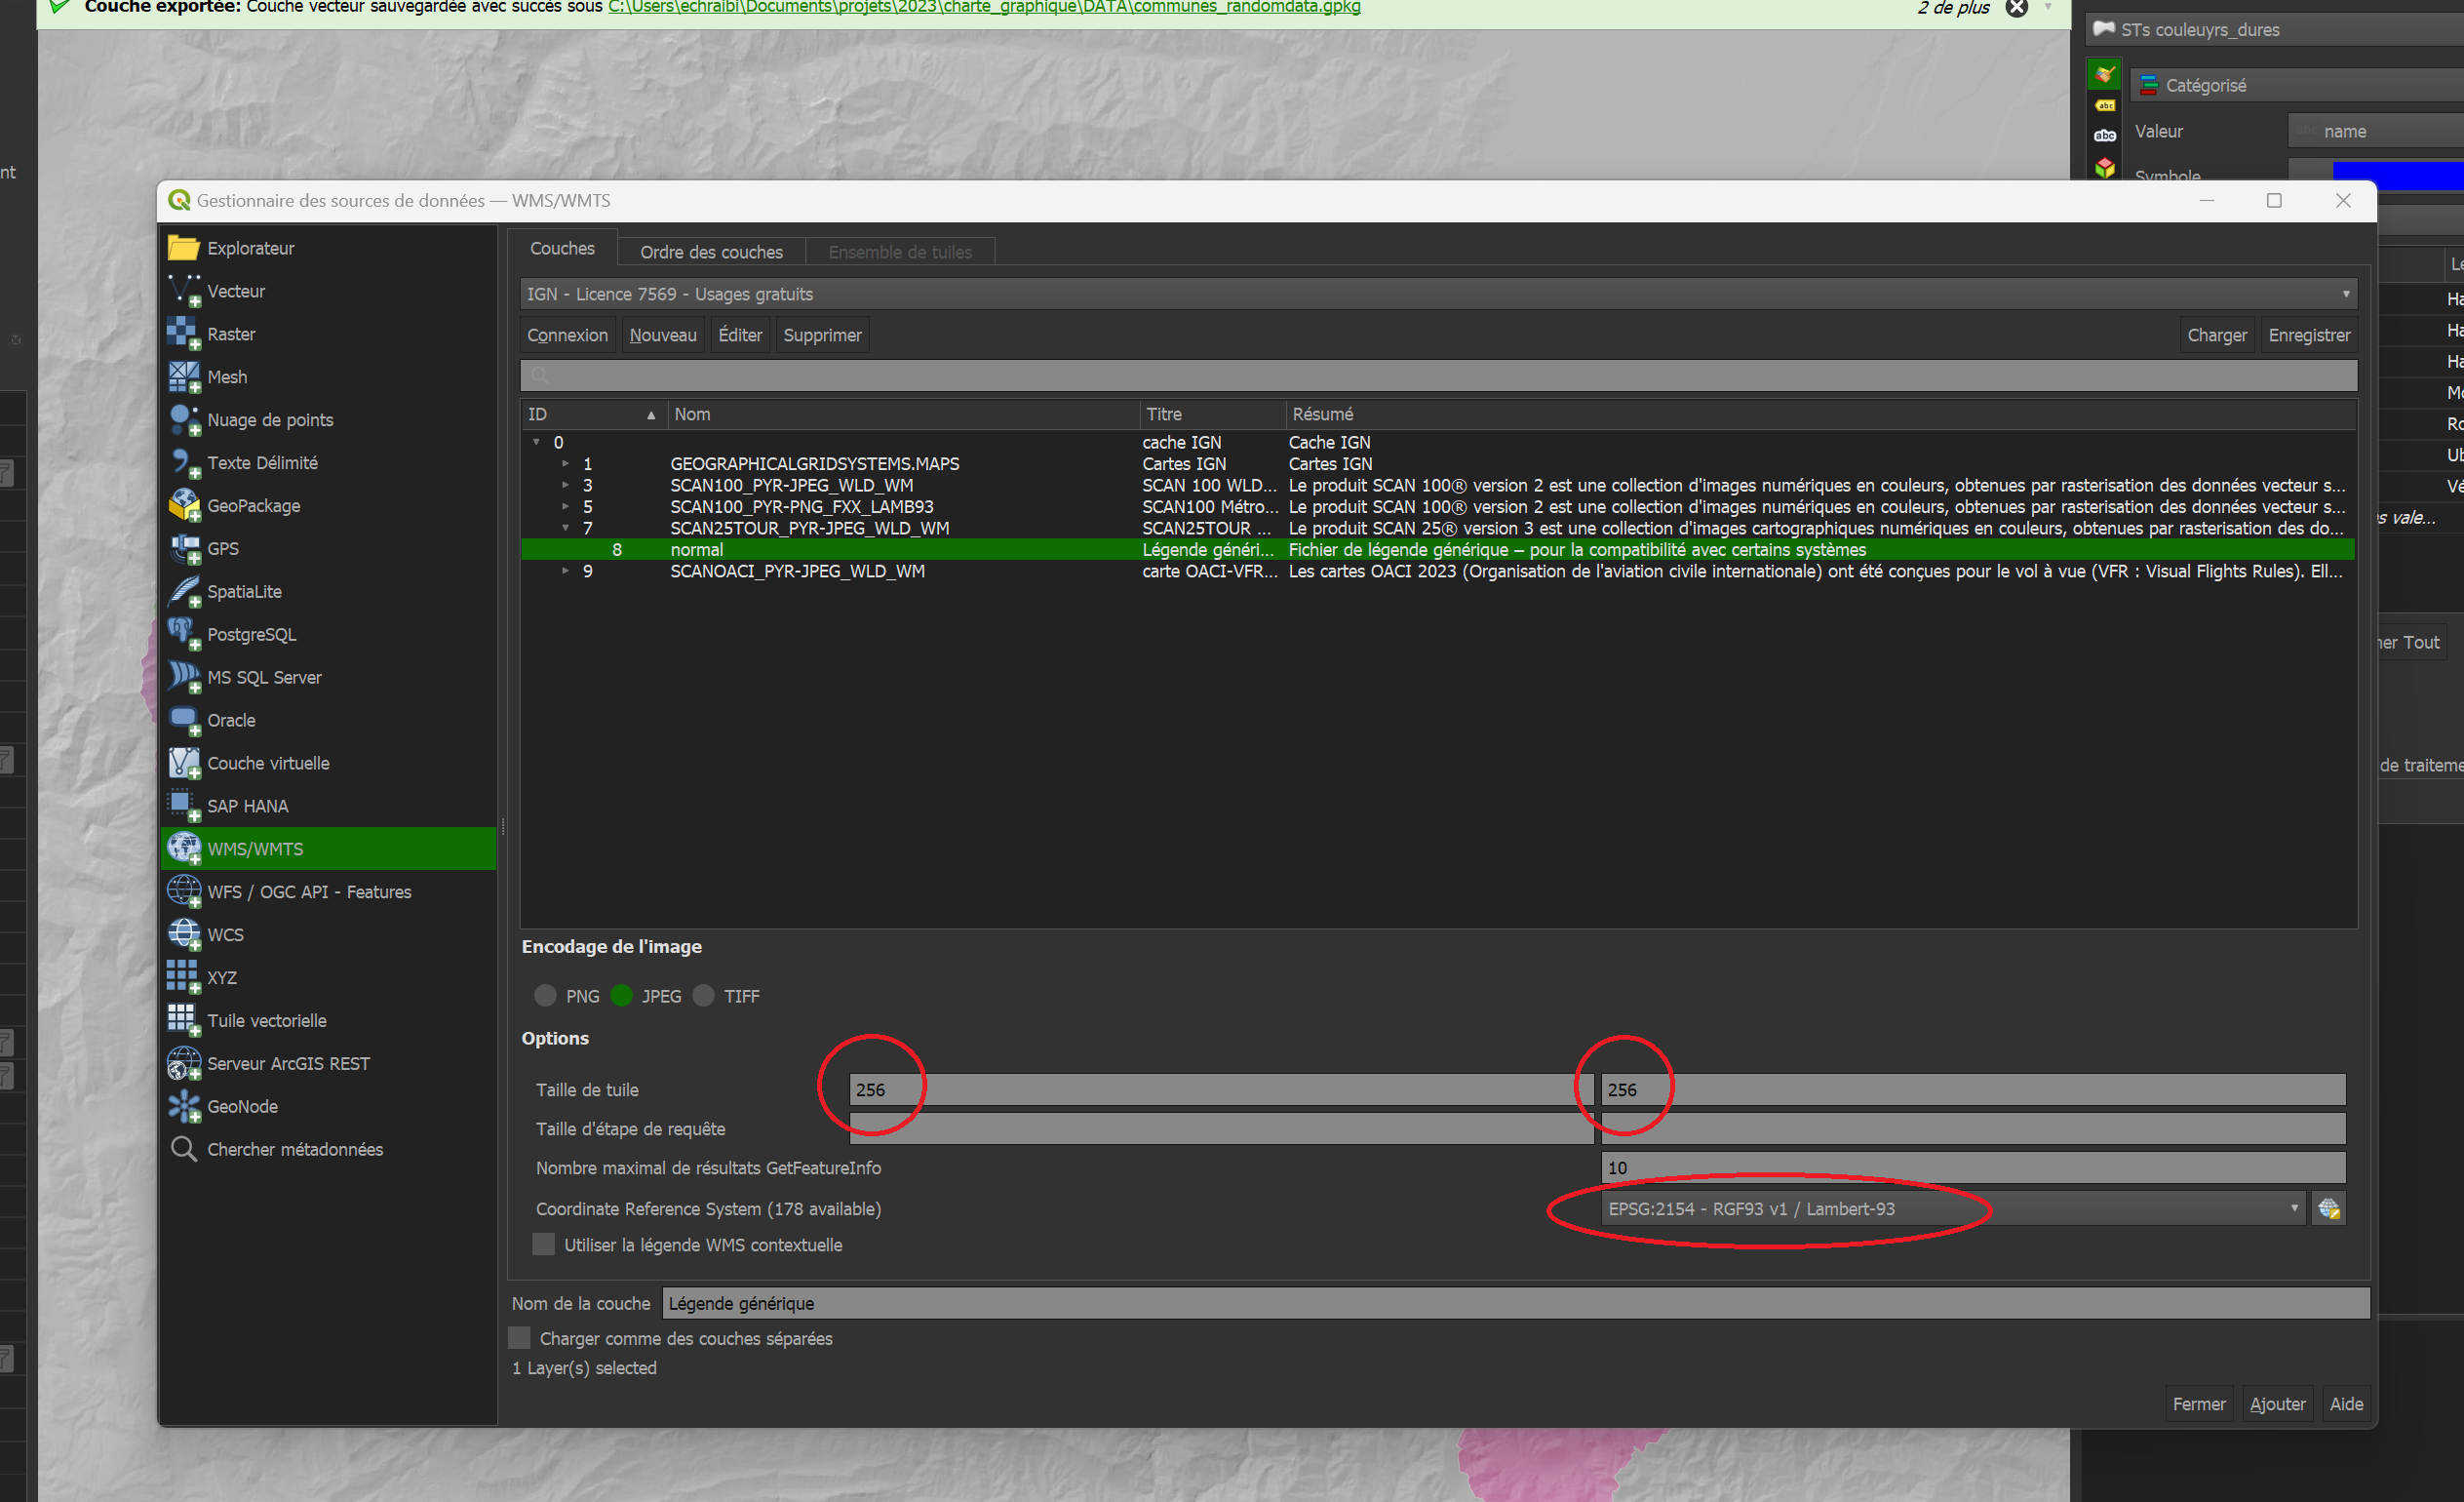 Couche exportée: Couche vecteur sauvegardée avec succès sous C:\Users\echraibi\Documents\projets\2023\charte_graphique\DATA\communes_randomdata.gpkg
2 de plus
STs couleuyrs_dures
Catégorisé
Valeur
abc name
Symbole
nt
Gestionnaire des sources de données — WMS/WMTS
Explorateur
Vecteur
Raster
Mesh
Nuage de points
Texte Délimité
GeoPackage
GPS
SpatiaLite
PostgreSQL
MS SQL Server
Oracle
Couche virtuelle
SAP HANA
WMS/WMTS
WFS / OGC API - Features
WCS
XYZ
Tuile vectorielle
Serveur ArcGIS REST
GeoNode
Chercher métadonnées
Couches
Ordre des couches
Ensemble de tuiles
IGN - Licence 7569 - Usages gratuits
Connexion Nouveau Éditer Supprimer Charger Enregistrer
ID Nom Titre Résumé
0 cache IGN Cache IGN
1 GEOGRAPHICALGRIDSYSTEMS.MAPS Cartes IGN Cartes IGN
3 SCAN100_PYR-JPEG_WLD_WM SCAN 100 WLD... Le produit SCAN 100® version 2 est une collection d'images numériques en couleurs, obtenues par rasterisation des données vecteur s...
5 SCAN100_PYR-PNG_FXX_LAMB93 SCAN100 Métro... Le produit SCAN 100® version 2 est une collection d'images numériques en couleurs, obtenues par rasterisation des données vecteur s...
7 SCAN25TOUR_PYR-JPEG_WLD_WM SCAN25TOUR ... Le produit SCAN 25® version 3 est une collection d'images cartographiques numériques en couleurs, obtenues par rasterisation des do...
8 normal Légende généri... Fichier de légende générique – pour la compatibilité avec certains systèmes
9 SCANOACI_PYR-JPEG_WLD_WM carte OACI-VFR... Les cartes OACI 2023 (Organisation de l'aviation civile internationale) ont été conçues pour le vol à vue (VFR : Visual Flights Rules). Ell...
Encodage de l'image
PNG JPEG TIFF
Options
Taille de tuile 256 256
Taille d'étape de requête
Nombre maximal de résultats GetFeatureInfo 10
Coordinate Reference System (178 available) EPSG:2154 - RGF93 v1 / Lambert-93
Utiliser la légende WMS contextuelle
Nom de la couche Légende générique
Charger comme des couches séparées
1 Layer(s) selected
Fermer Ajouter Aide
Le
Ha
Ha
Ha
Mo
Ro
Ub
Vé
s vale...
er Tout
de traiteme